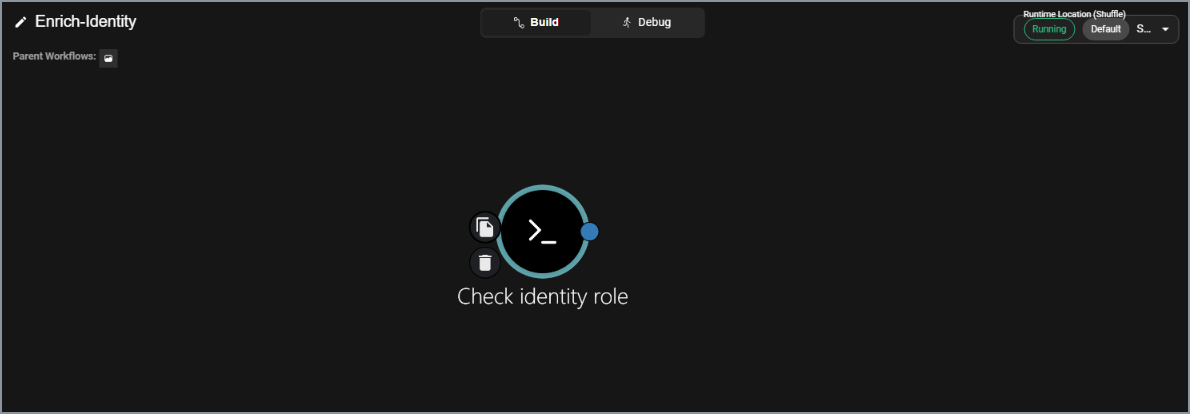 Enrich-Identity
Build
Debug
Runtime Location (Shuffle)
Running
Default
S...
Parent Workflows:
Check identity role